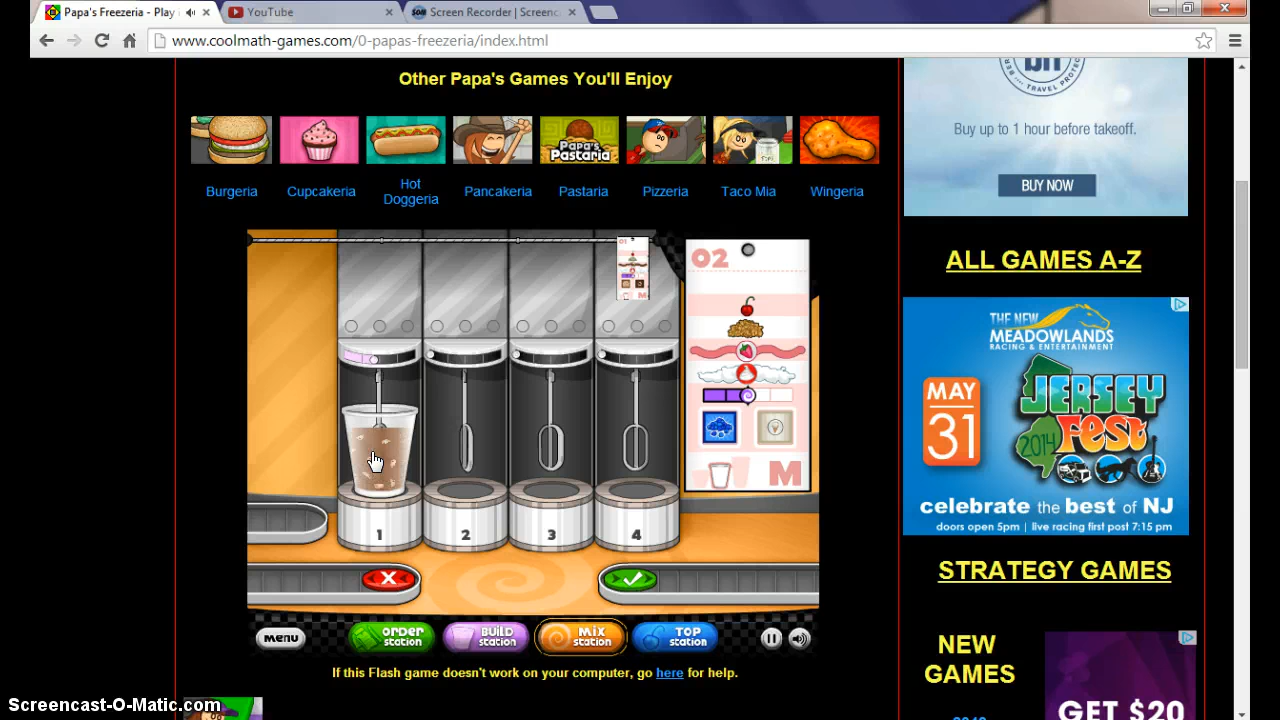 Papa's Freezeria - Play
YouTube
Screen Recorder | Screenc
www.coolmath-games.com/0-papas-freezeria/index.html
Other Papa's Games You'll Enjoy
Papa's
Pastaria
Burgeria
Cupcakeria
Hot
Doggeria
Pancakeria
Pastaria
Pizzeria
Taco Mia
Wingeria
TRAVEL PROTEC
Buy up to 1 hour before takeoff.
BUY NOW
ALL GAMES A-Z
01
M
02
M
1
2
3
4
THE NEW
MEADOWLANDS
RACING & ENTERTAINMENT
MAY
31
JERSEY
2014
FEST
celebrate the best of NJ
doors open 5pm | live racing first post 7:15 pm
STRATEGY GAMES
menu
ORDER
station
BUILD
station
MIX
station
TOP
station
If this Flash game doesn't work on your computer, go here for help.
NEW
GAMES
GET $20
Screencast-O-Matic.com